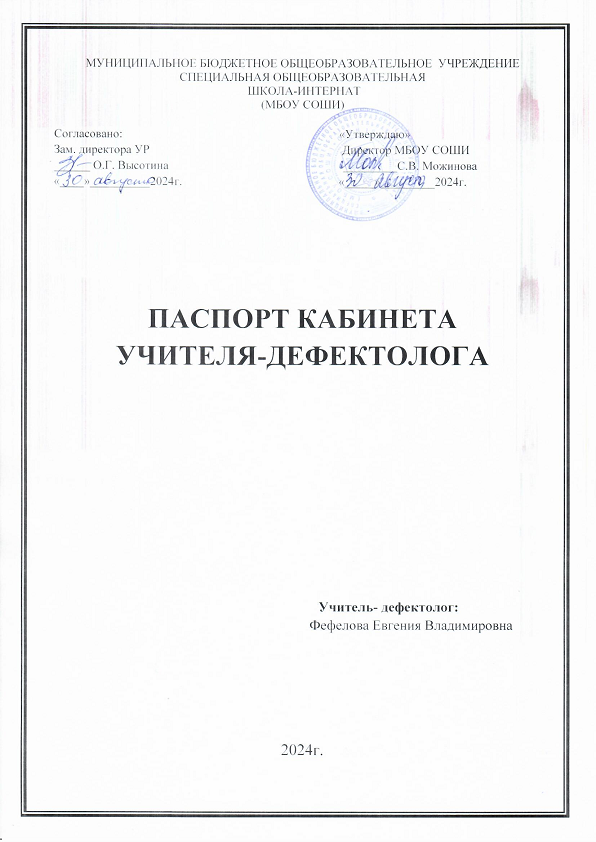 МУНИЦИПАЛЬНОЕ БЮДЖЕТНОЕ ОБЩЕОБРАЗОВАТЕЛЬНОЕ УЧРЕЖДЕНИЕ
СПЕЦИАЛЬНАЯ ОБЩЕОБРАЗОВАТЕЛЬНАЯ
ШКОЛА-ИНТЕРНАТ
(МБОУ СОШИ)
Согласовано:
Зам. директора УР
О.Г. Высотина
«30» августа 2024г.
«Утверждаю»
Директор МБОУ СОШИ
С.В. Можинова
«30 августа 2024г.
ПАСПОРТ КАБИНЕТА
УЧИТЕЛЯ-ДЕФЕКТОЛОГА
Учитель- дефектолог:
Фефелова Евгения Владимировна
2024г.